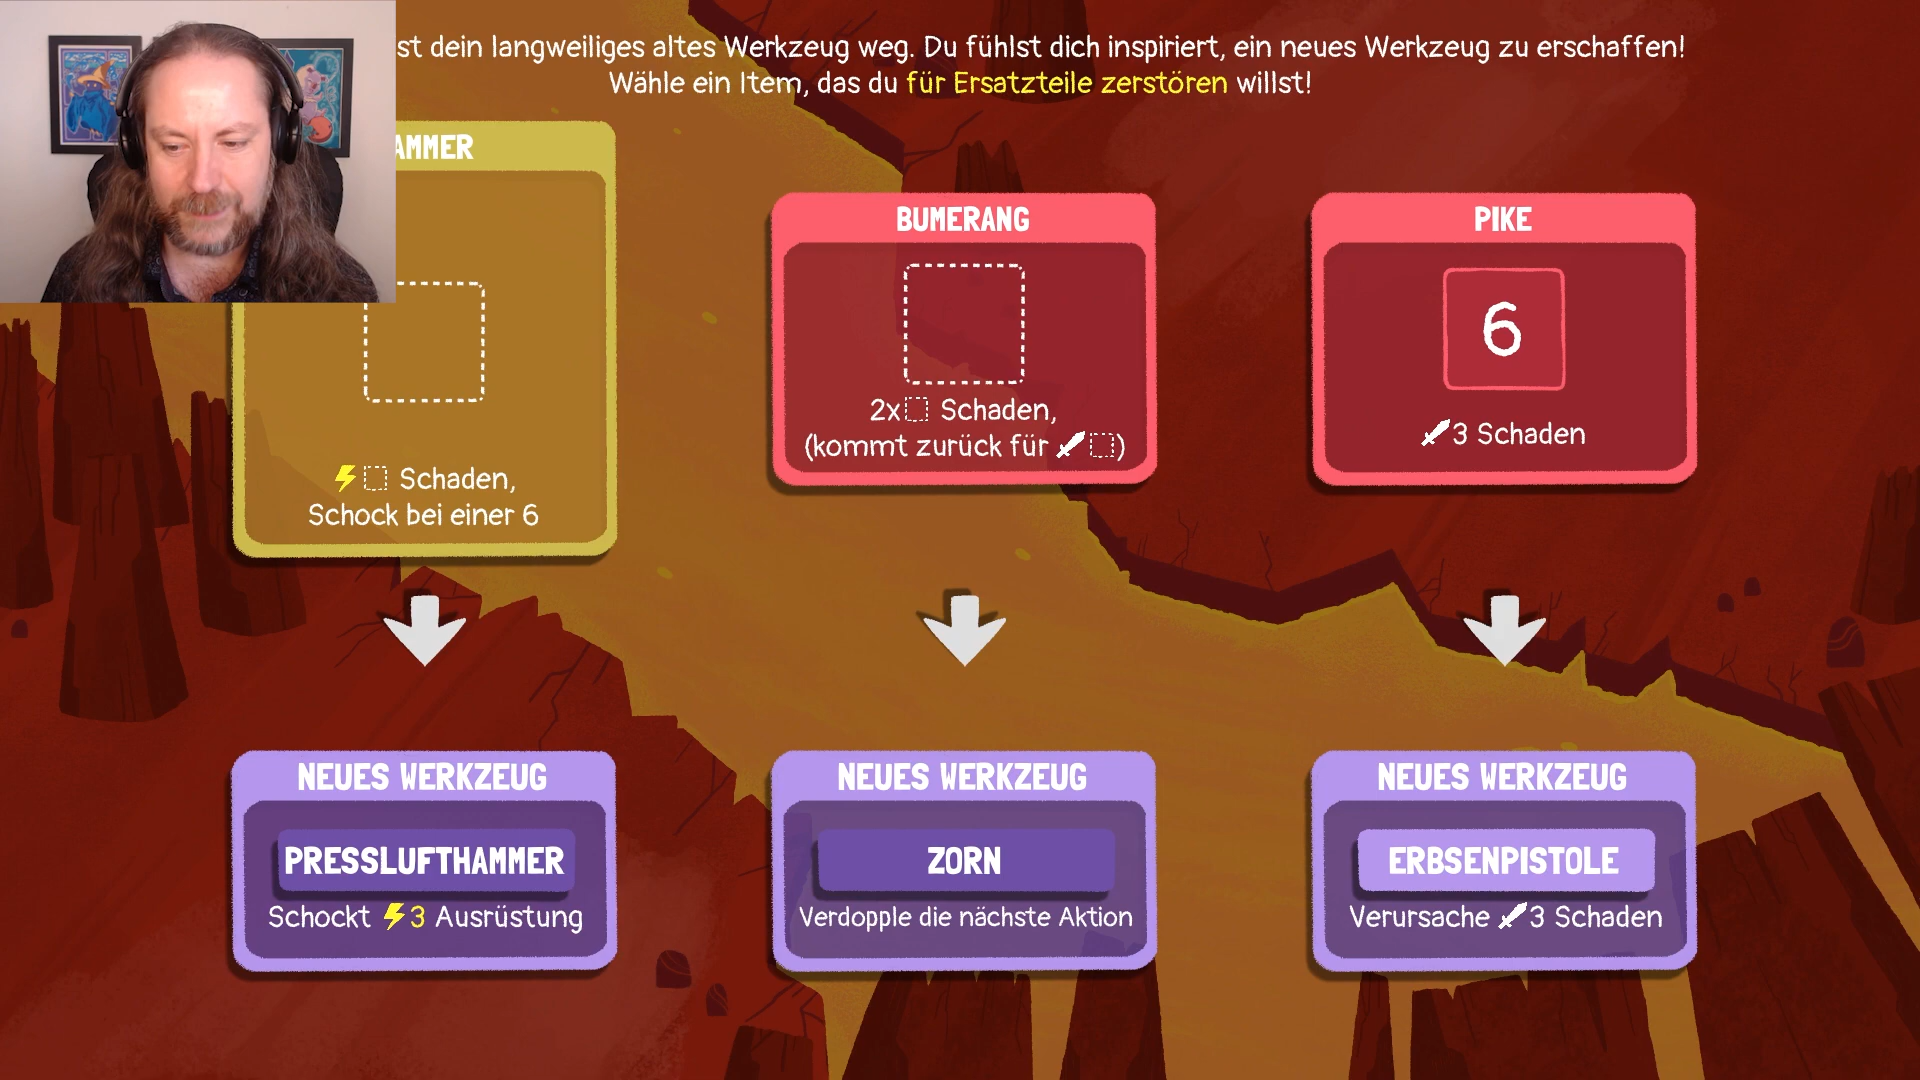 st dein langweiliges altes Werkzeug weg. Du fühlst dich inspiriert, ein neues Werkzeug zu erschaffen!
Wähle ein Item, das du für Ersatzteile zerstören willst!
AMMER
Schaden,
Schock bei einer 6
BUMERANG
2x Schaden,
(kommt zurück für )
PIKE
6
3 Schaden
NEUES WERKZEUG
PRESSLUFTHAMMER
Schockt 3 Ausrüstung
NEUES WERKZEUG
ZORN
Verdopple die nächste Aktion
NEUES WERKZEUG
ERBSENPISTOLE
Verursache 3 Schaden